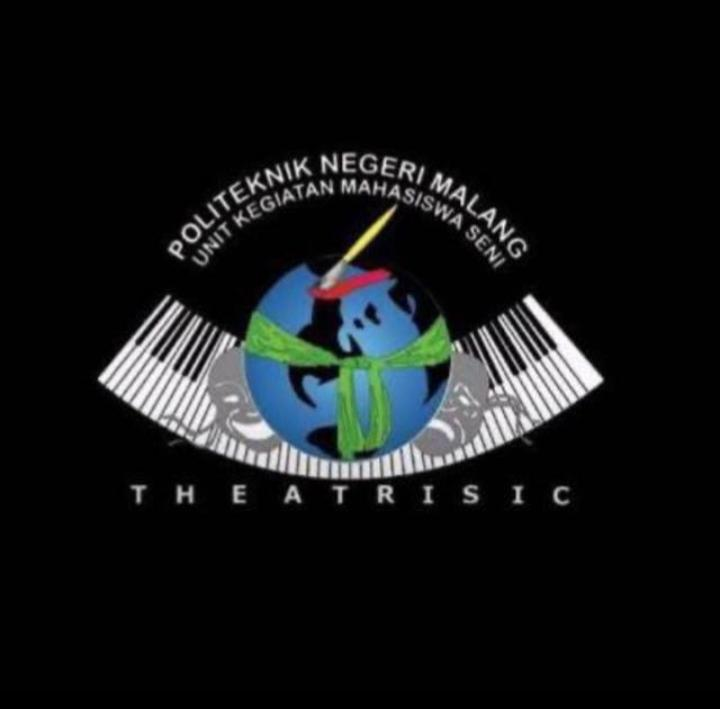 POLITEKNIK NEGERI MALANG
UNIT KEGIATAN MAHASISWA SENI
THEATRISIC